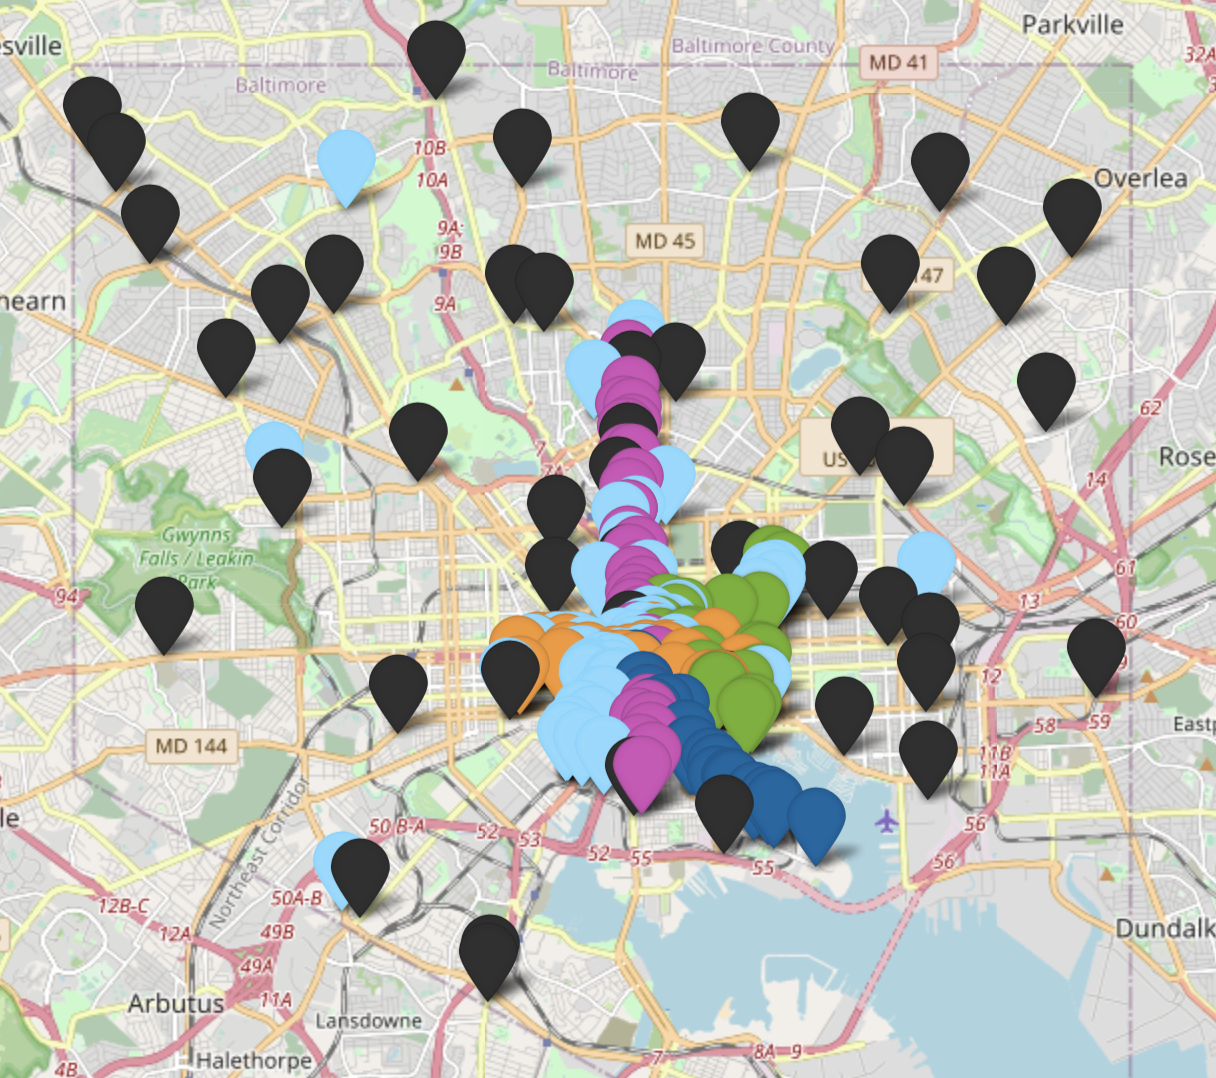 Parkville
esville
Baltimore County
Baltimore
Baltimore
MD 41
32A
10B
10A
Overlea
9A:
9B
MD 45
47
hearn
9A
62
7
7A
US
Rose
14
Gwynns
Falls / Leakin
Park
61
94
13
60
9
12
MD 144
58
59
Eastp
11B
11A
Northeast Corridor
le
50 B-A
52
53
52
55
55
56
56
50A-B
12B-C
12A
49B
49A
11A
Dundalk
Arbutus
Lansdowne
Halethorpe
4B
7
8A
9